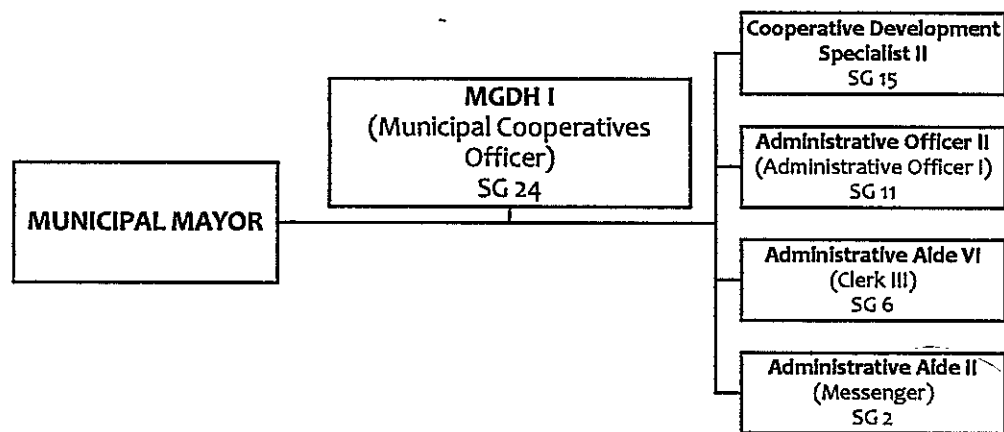 MUNICIPAL MAYOR
MGDH I
(Municipal Cooperatives
Officer)
SG 24
Cooperative Development
Specialist II
SG 15
Administrative Officer II
(Administrative Officer I)
SG 11
Administrative Aide VI
(Clerk III)
SG 6
Administrative Aide II
(Messenger)
SG 2